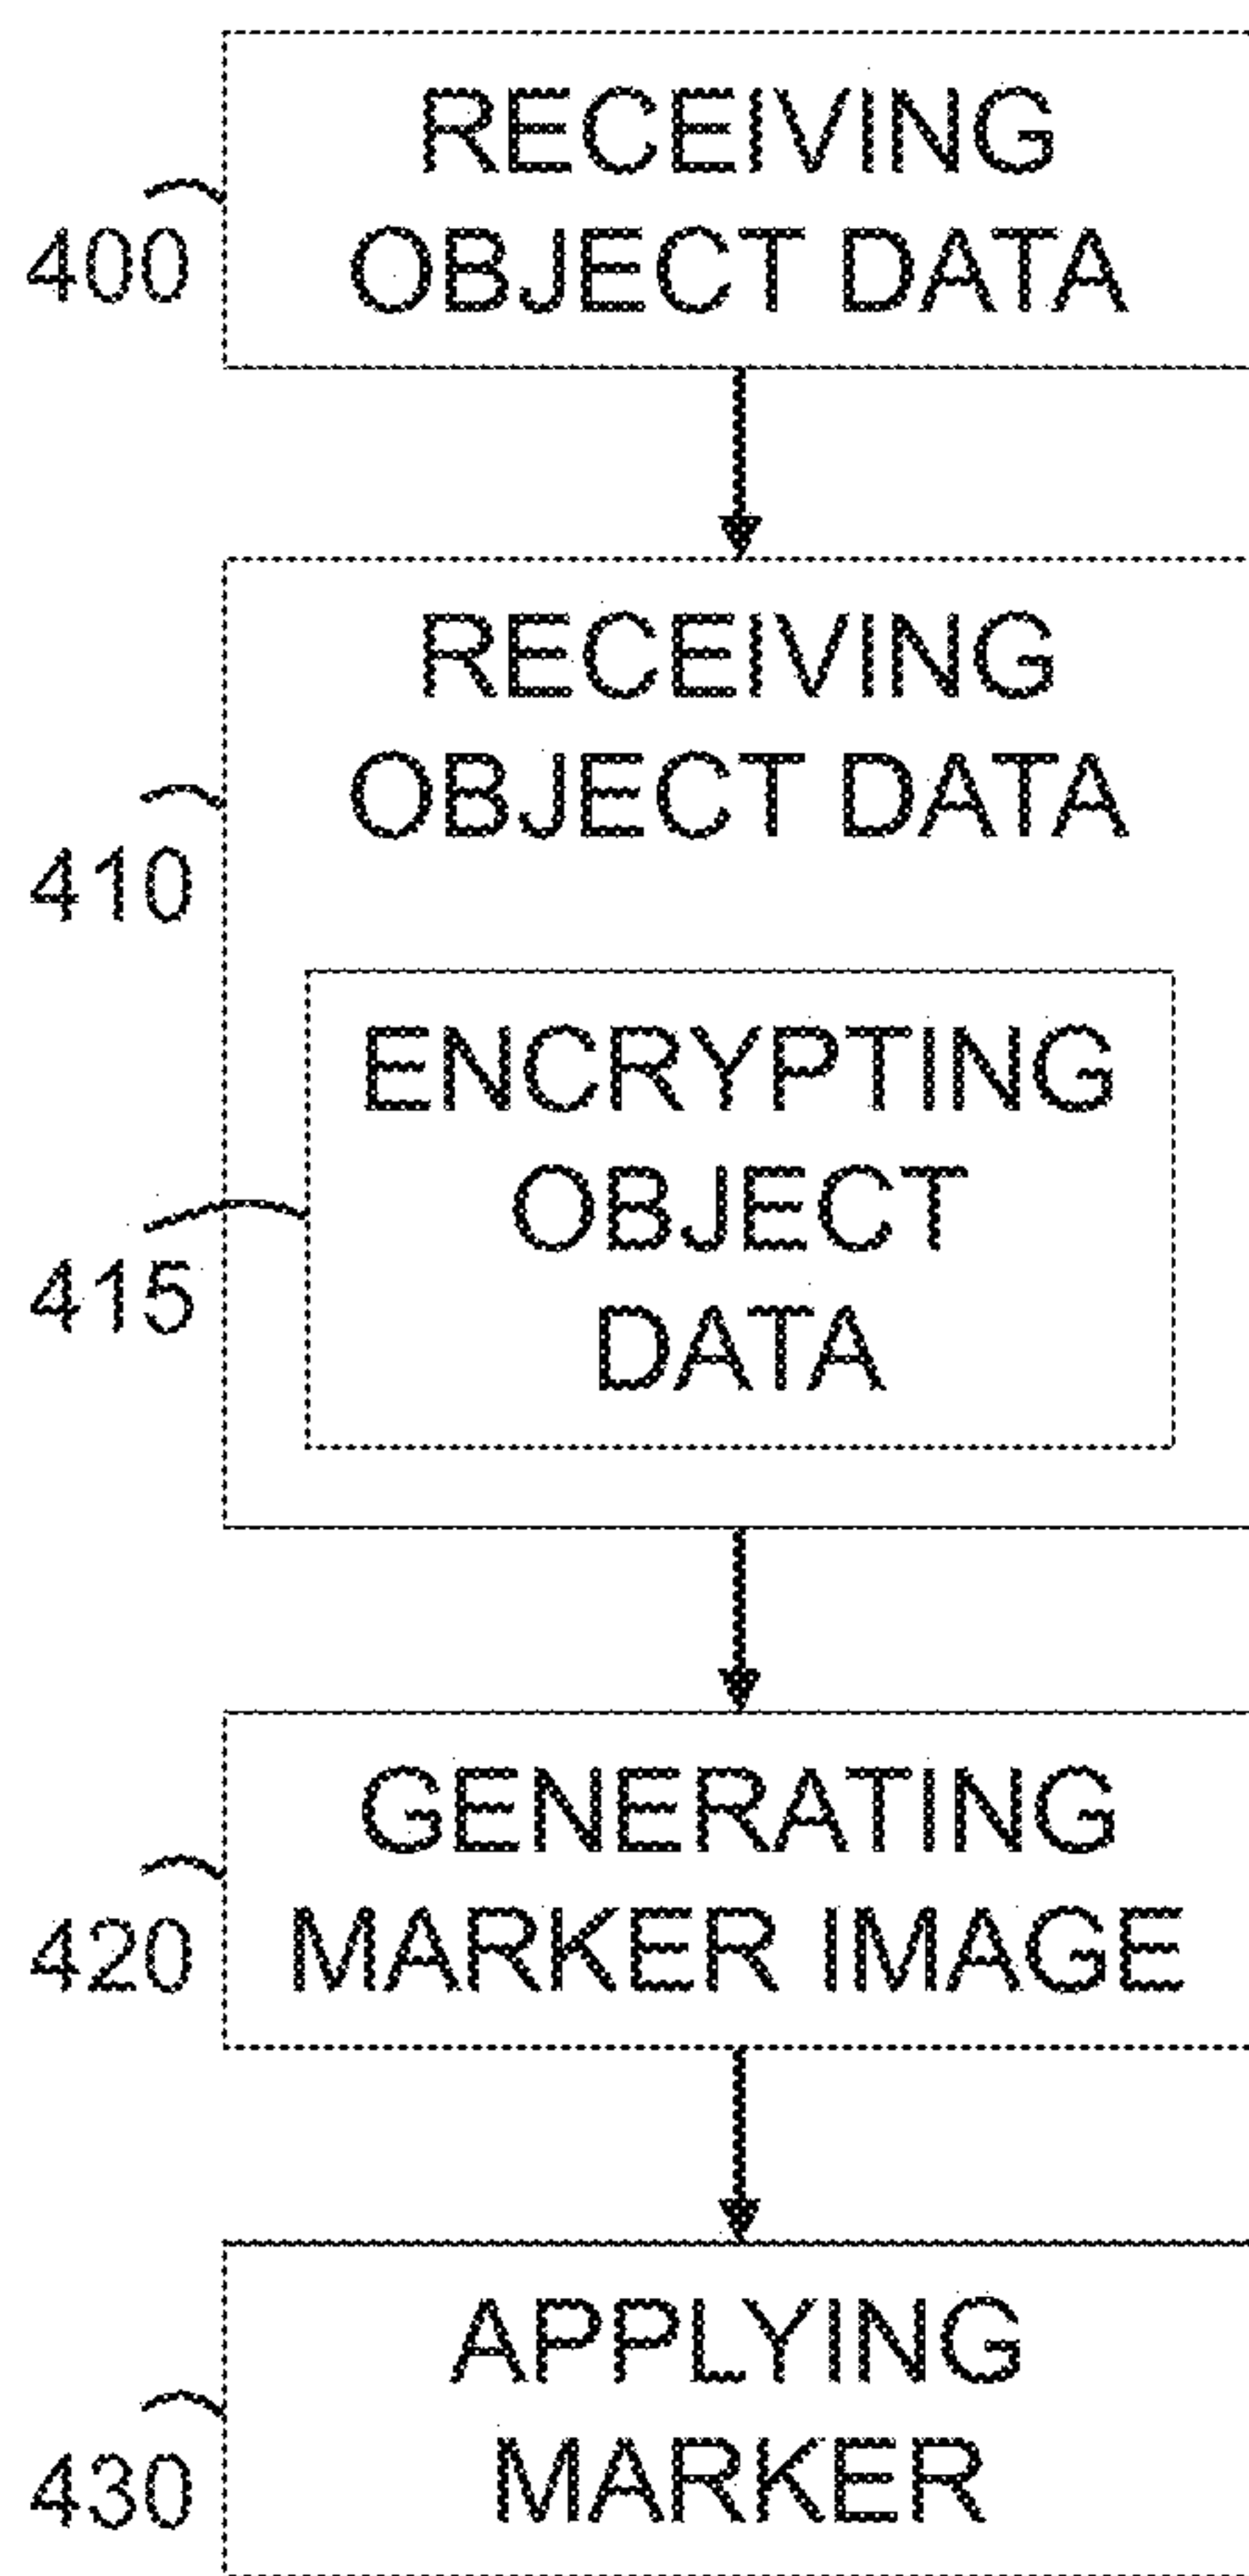 RECEIVING
OBJECT DATA
400
RECEIVING
OBJECT DATA
410
ENCRYPTING
OBJECT
DATA
415
GENERATING
MARKER IMAGE
420
APPLYING
MARKER
430